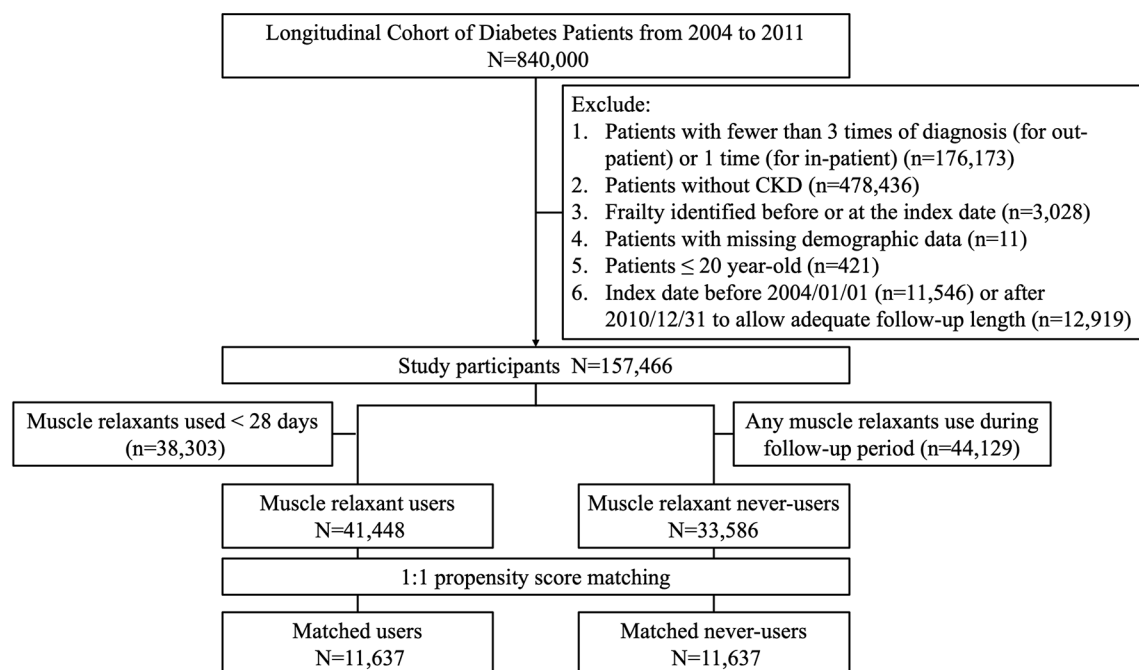 Longitudinal Cohort of Diabetes Patients from 2004 to 2011
N=840,000
Exclude:
1. Patients with fewer than 3 times of diagnosis (for out-
patient) or 1 time (for in-patient) (n=176,173)
2. Patients without CKD (n=478,436)
3. Frailty identified before or at the index date (n=3,028)
4. Patients with missing demographic data (n=11)
5. Patients ≤ 20 year-old (n=421)
6. Index date before 2004/01/01 (n=11,546) or after
2010/12/31 to allow adequate follow-up length (n=12,919)
Study participants N=157,466
Muscle relaxants used < 28 days
(n=38,303)
Any muscle relaxants use during
follow-up period (n=44,129)
Muscle relaxant users
N=41,448
Muscle relaxant never-users
N=33,586
1:1 propensity score matching
Matched users
N=11,637
Matched never-users
N=11,637